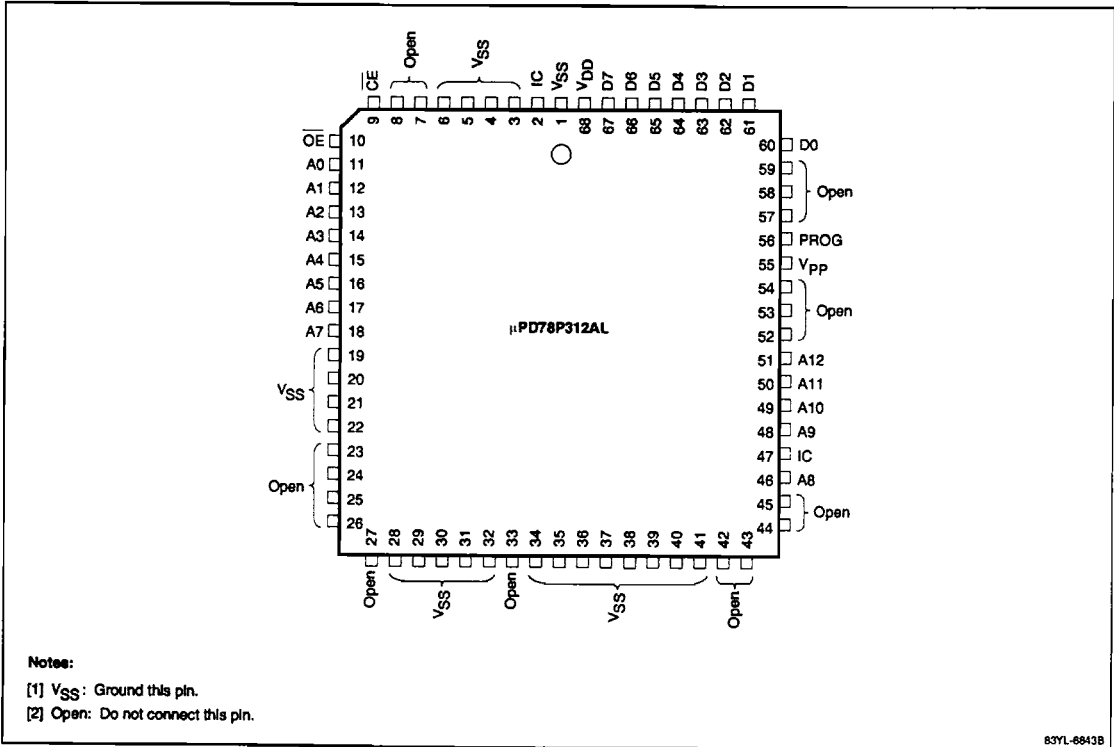 CE Open VSS IC VSS VDD D7 D6 D5 D4 D3 D2 D1
9 8 7 6 5 4 3 2 1 68 67 66 65 64 63 62 61
OE 10
A0 11
A1 12
A2 13
A3 14
A4 15
A5 16
A6 17
A7 18
19
20
VSS
21
22
23
24
Open
25
26
µPD78P312AL
60 D0
59
58 Open
57
56 PROG
55 VPP
54
53 Open
52
51 A12
50 A11
49 A10
48 A9
47 IC
46 A8
45
Open
44
27 28 29 30 31 32 33 34 35 36 37 38 39 40 41 42 43
Open VSS Open VSS Open
Notes:
[1] VSS: Ground this pin.
[2] Open: Do not connect this pin.
83YL-6843B